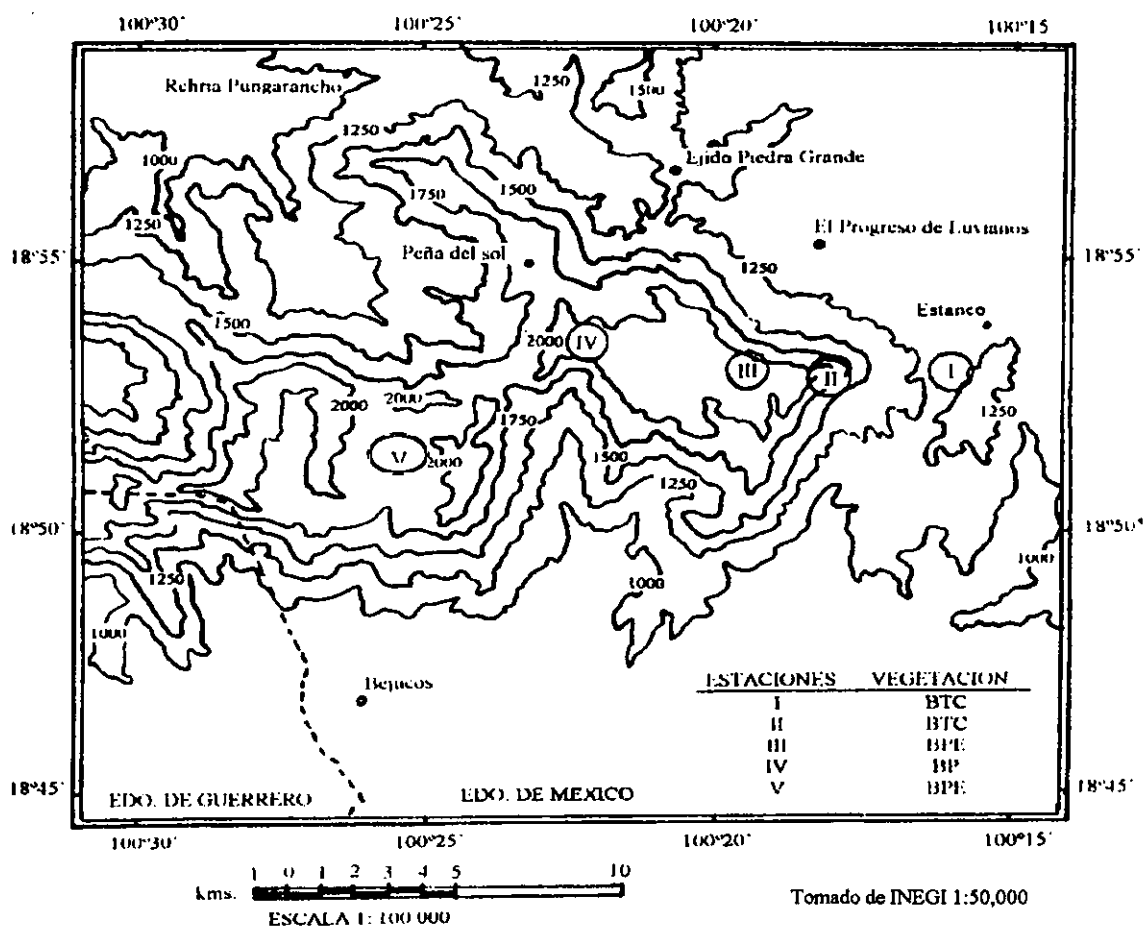 100°30' 100°25' 100°20' 100°15
Pungarancho
1250
1500
1250
1000
Ejido Piedra Grande
1500
1750
1250
El Progreso de Luvianos
18°55' Peña del sol 1250 18°55'
Estanco
1500
2000 IV
III II I
2000 2000
1750
1250
V 2000
1500
1250
18°50' 18°50'
1250
1000
1000
1000
Bejucos
ESTACIONES VEGETACION
I BTC
II BTC
III BPE
IV BP
V BPE
18°45' 18°45'
EDO. DE GUERRERO EDO. DE MEXICO
100°30' 100°25' 100°20' 100°15'
1 0 1 2 3 4 5 10
kms.
ESCALA 1: 100 000
Tomado de INEGI 1:50,000